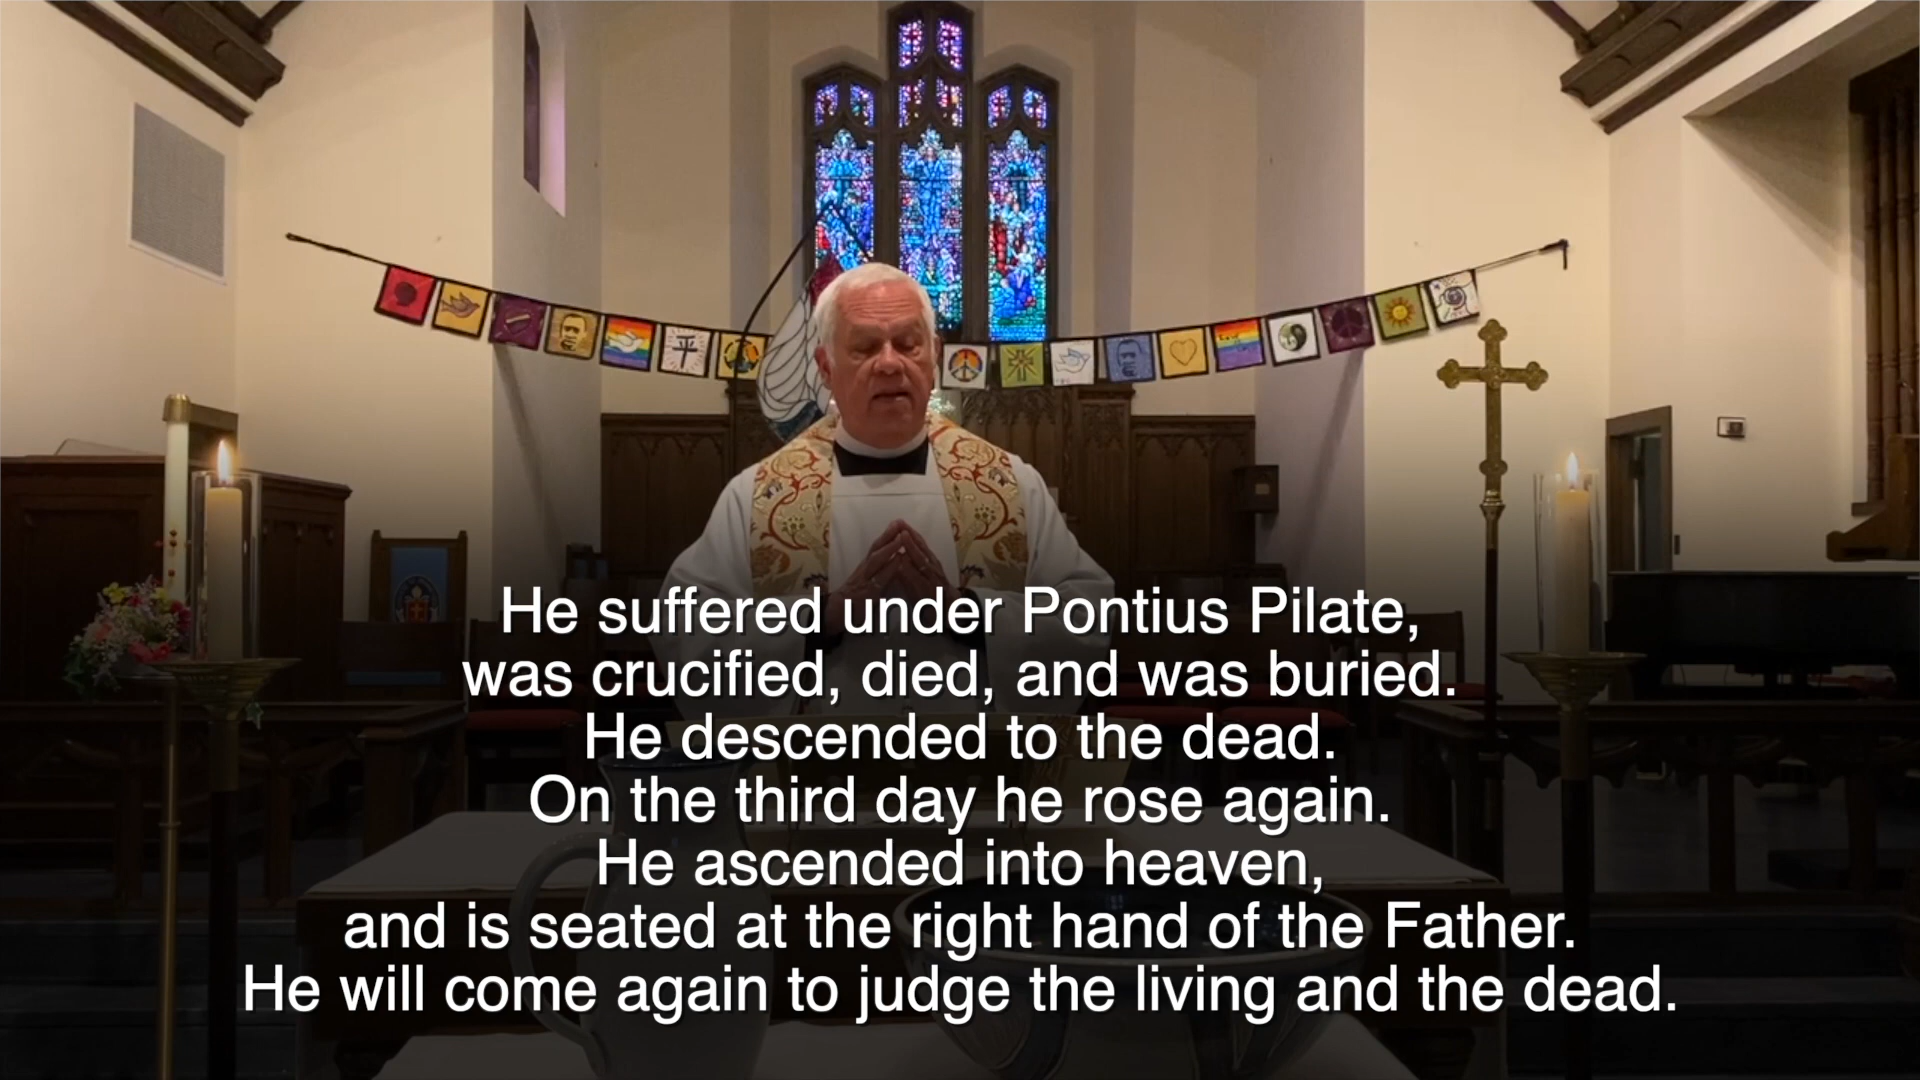 平
He suffered under Pontius Pilate,
was crucified, died, and was buried.
He descended to the dead.
On the third day he rose again.
He ascended into heaven,
and is seated at the right hand of the Father.
He will come again to judge the living and the dead.